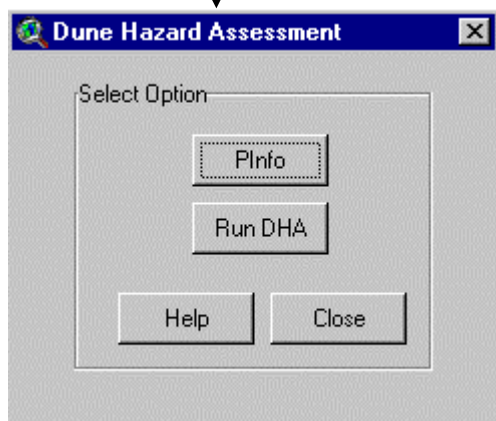 Dune Hazard Assessment
Select Option
PInfo
Run DHA
Help Close